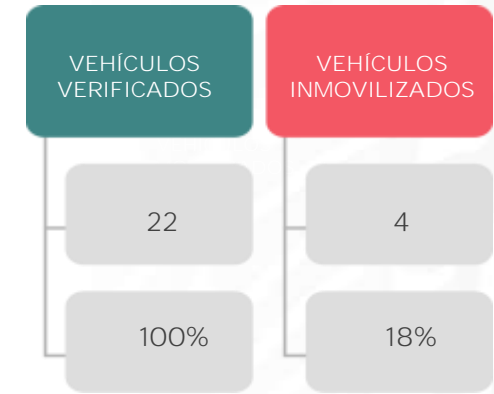 VEHÍCULOS
VERIFICADOS
22
100%
VEHÍCULOS
INMOVILIZADOS
4
18%